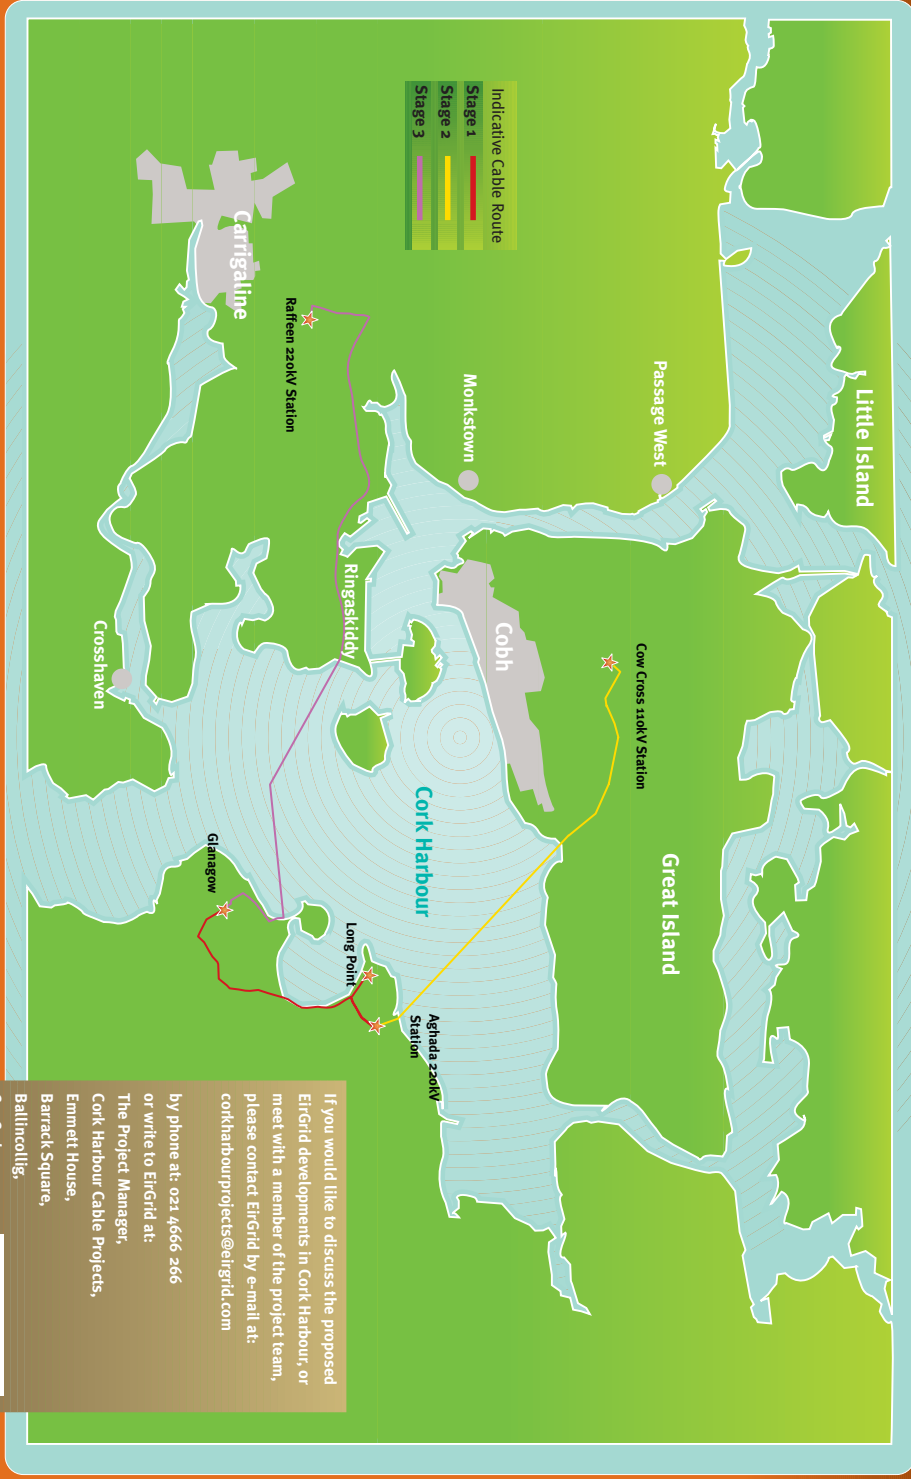 Little Island
Passage West
Monkstown
Indicative Cable Route
Stage 1
Stage 2
Stage 3
Carrigaline
Raffeen 220kV Station
Ringaskiddy
Cobh
Cow Cross 110kV Station
Great Island
Crosshaven
Cork Harbour
Glanagow
Long Point
Aghada 220kV
Station
If you would like to discuss the proposed
EirGrid developments in Cork Harbour, or
meet with a member of the project team,
please contact EirGrid by e-mail at:
corkharbourprojects@eirgrid.com
by phone at: 021 4666 266
or write to EirGrid at:
The Project Manager,
Cork Harbour Cable Projects,
Emmett House,
Barrack Square,
Ballincollig,